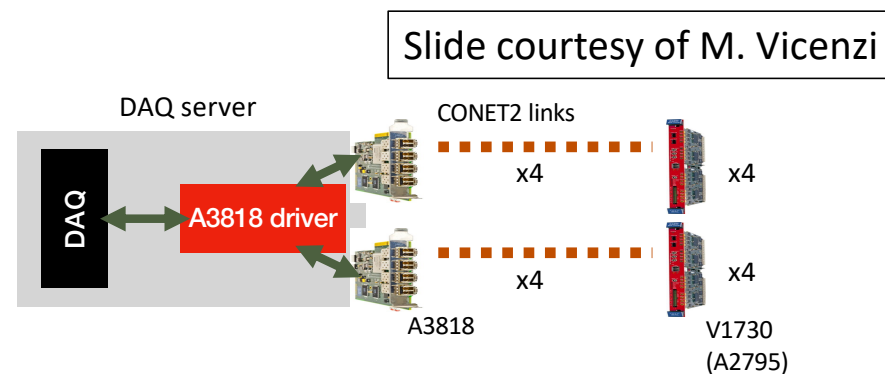 Slide courtesy of M. Vicenzi
DAQ server
CONET2 links
DAQ
A3818 driver
x4
x4
x4
x4
A3818
V1730
(A2795)